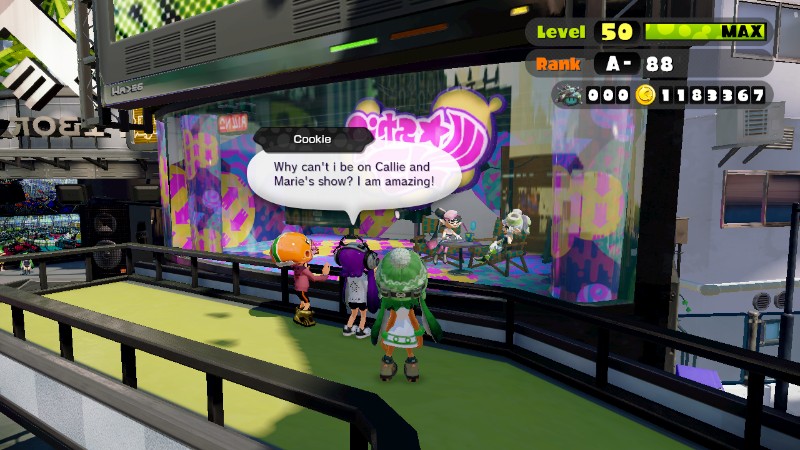 Level 50 MAX
Rank A- 88
000 1183367
Cookie
Why can't i be on Callie and
Marie's show? I am amazing!